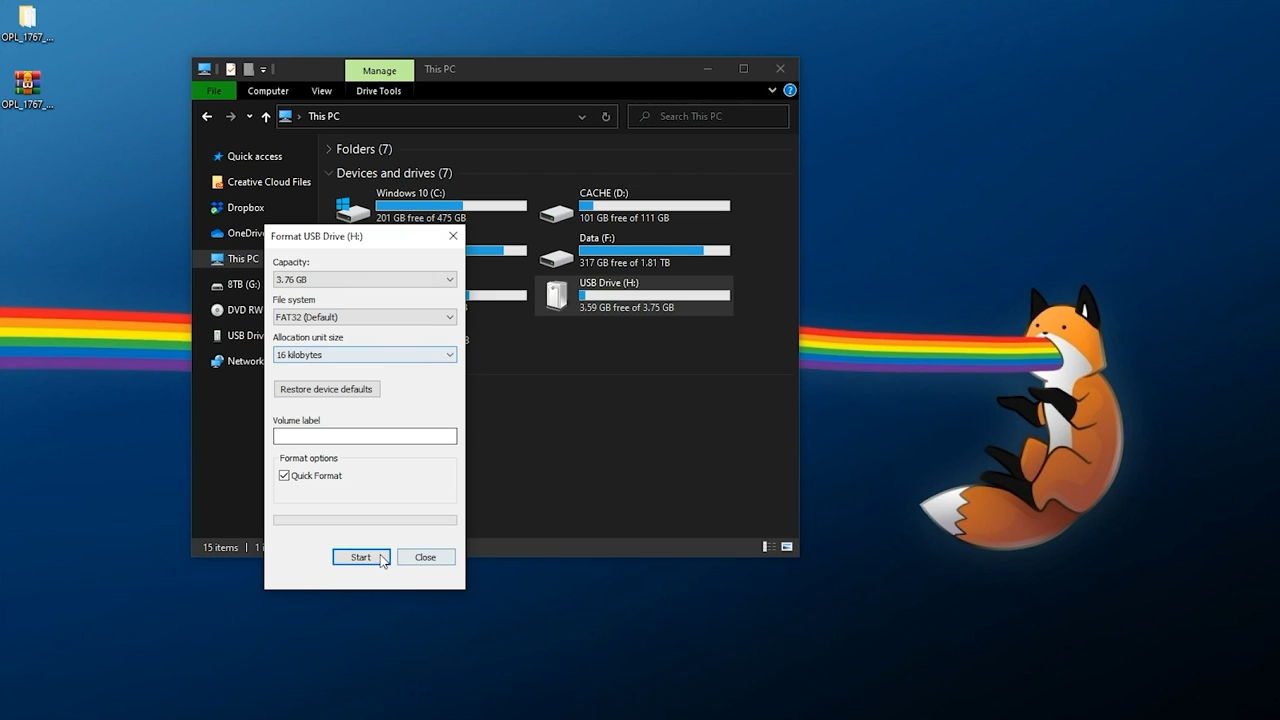 OPL_1767_...
OPL_1767_...
Manage
This PC
File
Computer
View
Drive Tools
This PC
Search This PC
Quick access
Creative Cloud Files
Dropbox
OneDriv
This PC
8TB (G:)
DVD RW
USB Driv
Network
Folders (7)
Devices and drives (7)
Windows 10 (C:)
201 GB free of 475 GB
CACHE (D:)
101 GB free of 111 GB
Data (F:)
317 GB free of 1.81 TB
USB Drive (H:)
3.59 GB free of 3.75 GB
15 items
Format USB Drive (H:)
Capacity:
3.76 GB
File system
FAT32 (Default)
Allocation unit size
16 kilobytes
Restore device defaults
Volume label
Format options
Quick Format
Start
Close